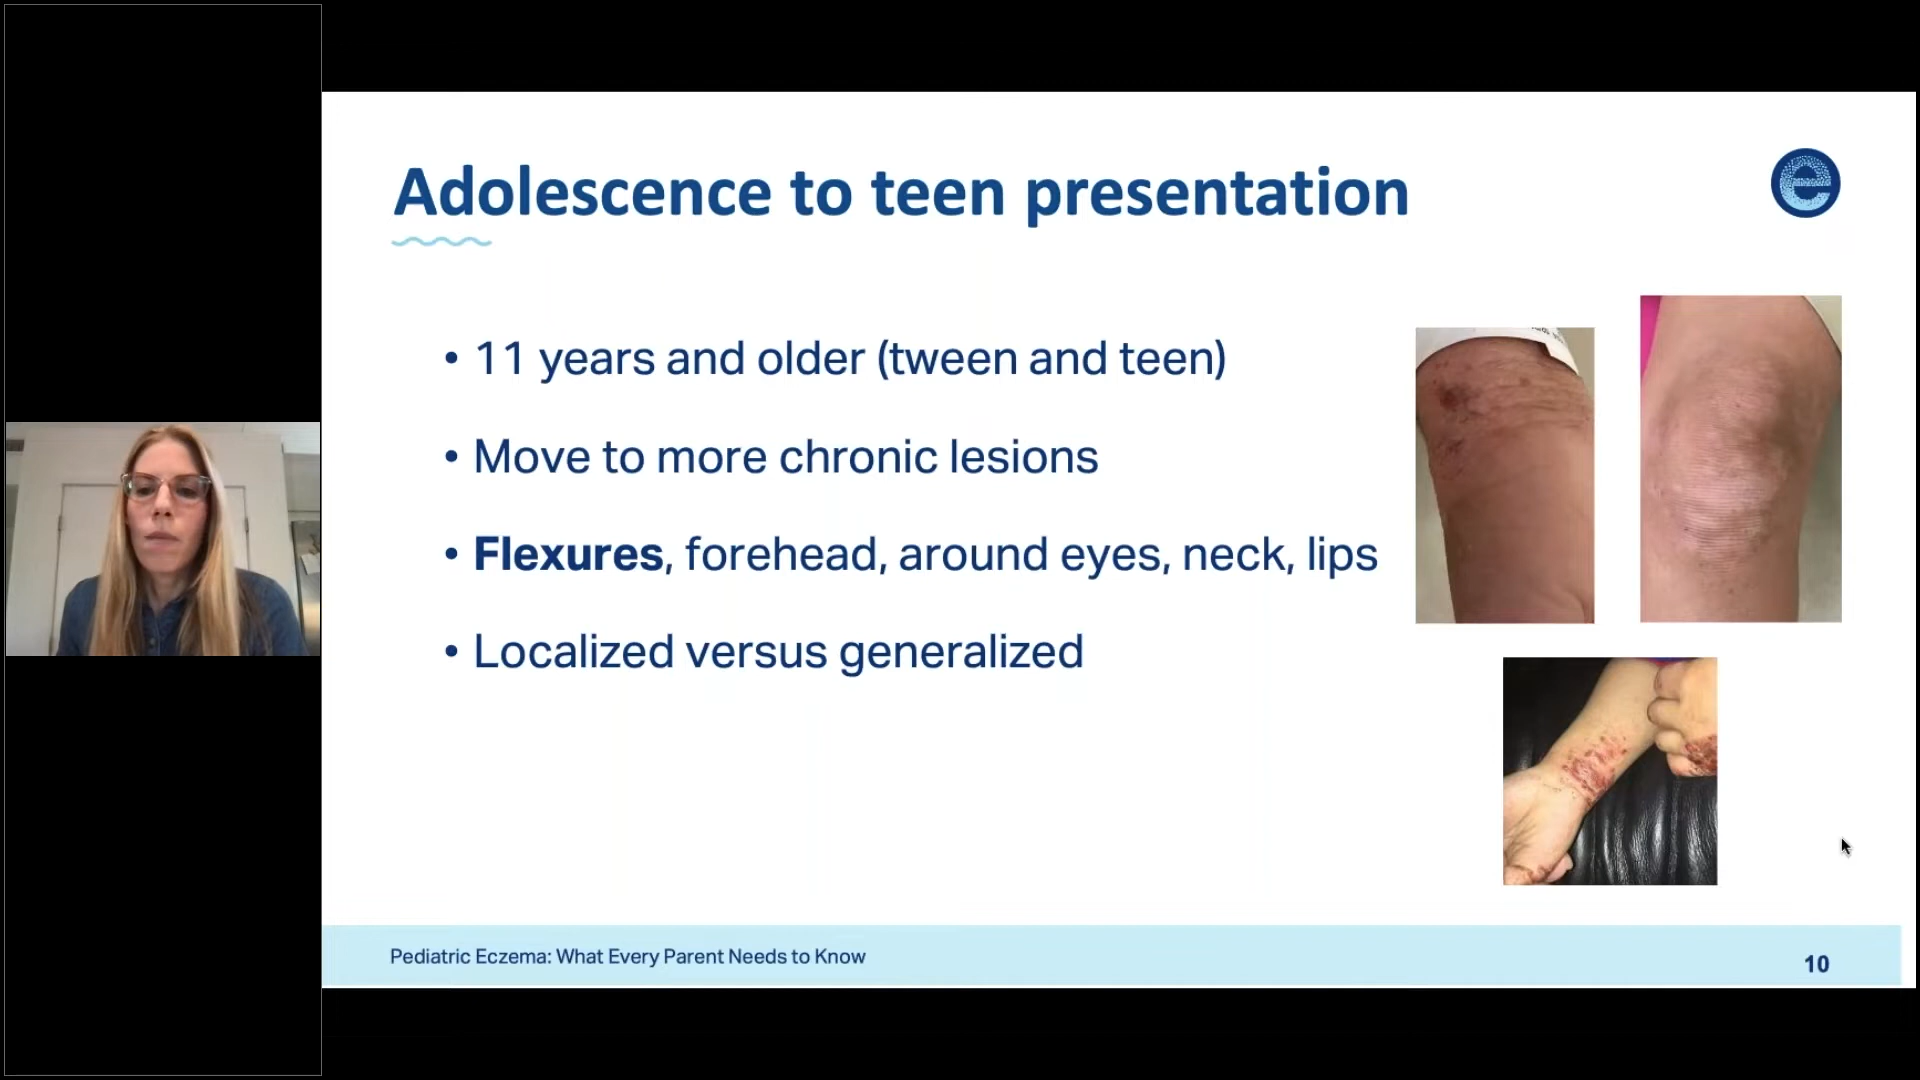 Adolescence to teen presentation
• 11 years and older (tween and teen)
• Move to more chronic lesions
• Flexures, forehead, around eyes, neck, lips
• Localized versus generalized
Pediatric Eczema: What Every Parent Needs to Know
10